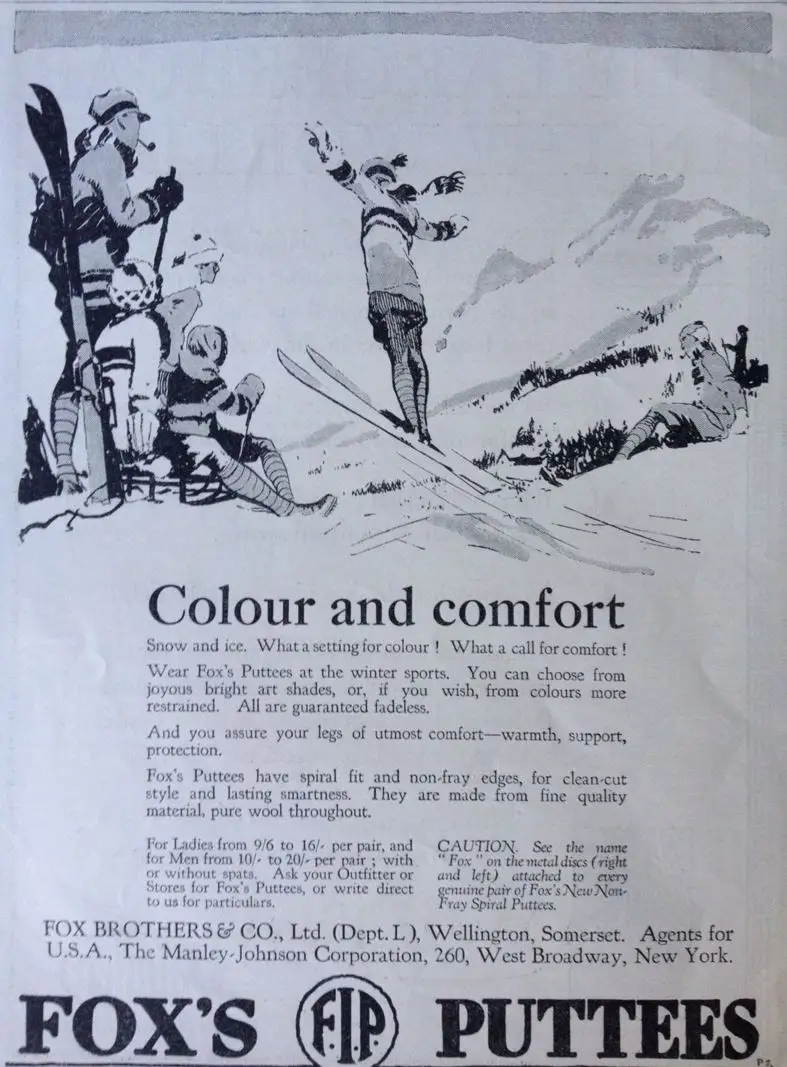 Colour and comfort
Snow and ice. What a setting for colour! What a call for comfort!
Wear Fox's Puttees at the winter sports. You can choose from
joyous bright art shades, or, if you wish, from colours more
restrained. All are guaranteed fadeless.
And you assure your legs of utmost comfort—warmth, support,
protection.
Fox's Puttees have spiral fit and non-fray edges, for clean-cut
style and lasting smartness. They are made from fine quality
material, pure wool throughout.
For Ladies from 9/6 to 16/- per pair, and
for Men from 10/- to 20/- per pair; with
or without spats. Ask your Outfitter or
Stores for Fox's Puttees, or write direct
to us for particulars.
CAUTION. See the name
"Fox" on the metal discs (right
and left) attached to every
genuine pair of Fox's New Non-
Fray Spiral Puttees.
FOX BROTHERS & CO., Ltd. (Dept. L), Wellington, Somerset. Agents for
U.S.A., The Manley-Johnson Corporation, 260, West Broadway, New York.
FOX'S F.I.P. PUTTEES